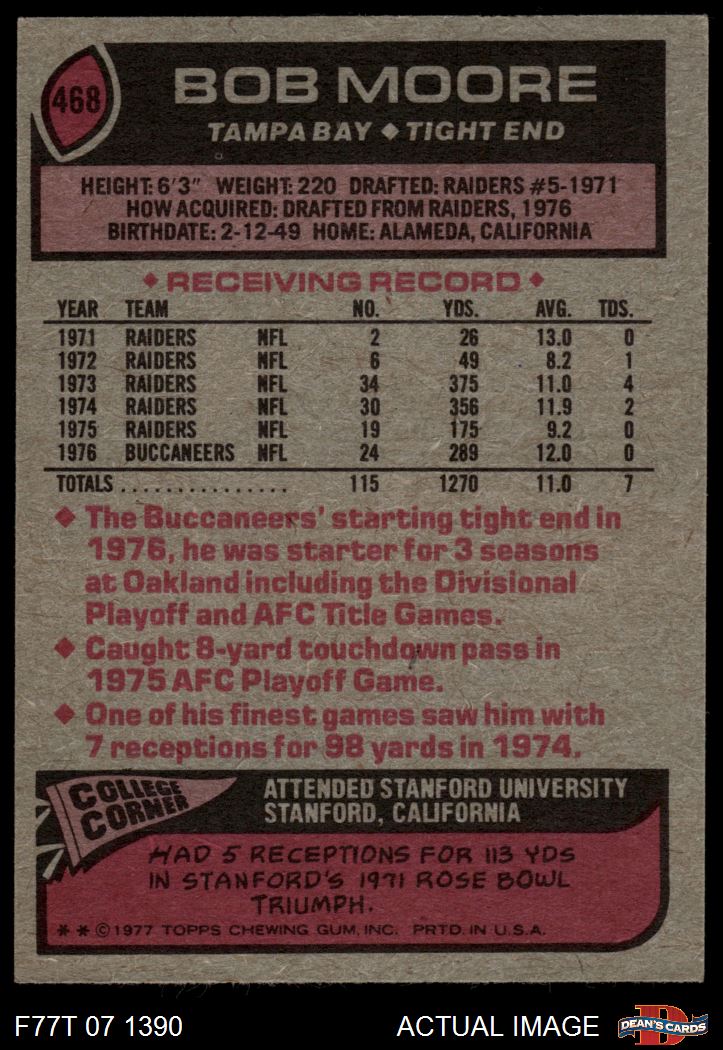 468
BOB MOORE
TAMPA BAY ◆ TIGHT END
HEIGHT: 6'3" WEIGHT: 220 DRAFTED: RAIDERS #5-1971
HOW ACQUIRED: DRAFTED FROM RAIDERS, 1976
BIRTHDATE: 2-12-49 HOME: ALAMEDA, CALIFORNIA
◆ RECEIVING RECORD ◆
YEAR TEAM NO. YDS. AVG. TDS.
1971 RAIDERS NFL 2 26 13.0 0
1972 RAIDERS NFL 6 49 8.2 1
1973 RAIDERS NFL 34 375 11.0 4
1974 RAIDERS NFL 30 356 11.9 2
1975 RAIDERS NFL 19 175 9.2 0
1976 BUCCANEERS NFL 24 289 12.0 0
TOTALS ................ 115 1270 11.0 7
◆ The Buccaneers' starting tight end in
1976, he was starter for 3 seasons
at Oakland including the Divisional
Playoff and AFC Title Games.
◆ Caught 8-yard touchdown pass in
1975 AFC Playoff Game.
◆ One of his finest games saw him with
7 receptions for 98 yards in 1974.
COLLEGE
CORNER
ATTENDED STANFORD UNIVERSITY
STANFORD, CALIFORNIA
HAD 5 RECEPTIONS FOR 113 YDS
IN STANFORD'S 1971 ROSE BOWL
TRIUMPH.
* * © 1977 TOPPS CHEWING GUM, INC. PRTD. IN U.S.A.
F77T 07 1390
ACTUAL IMAGE
D
DEAN'S CARDS